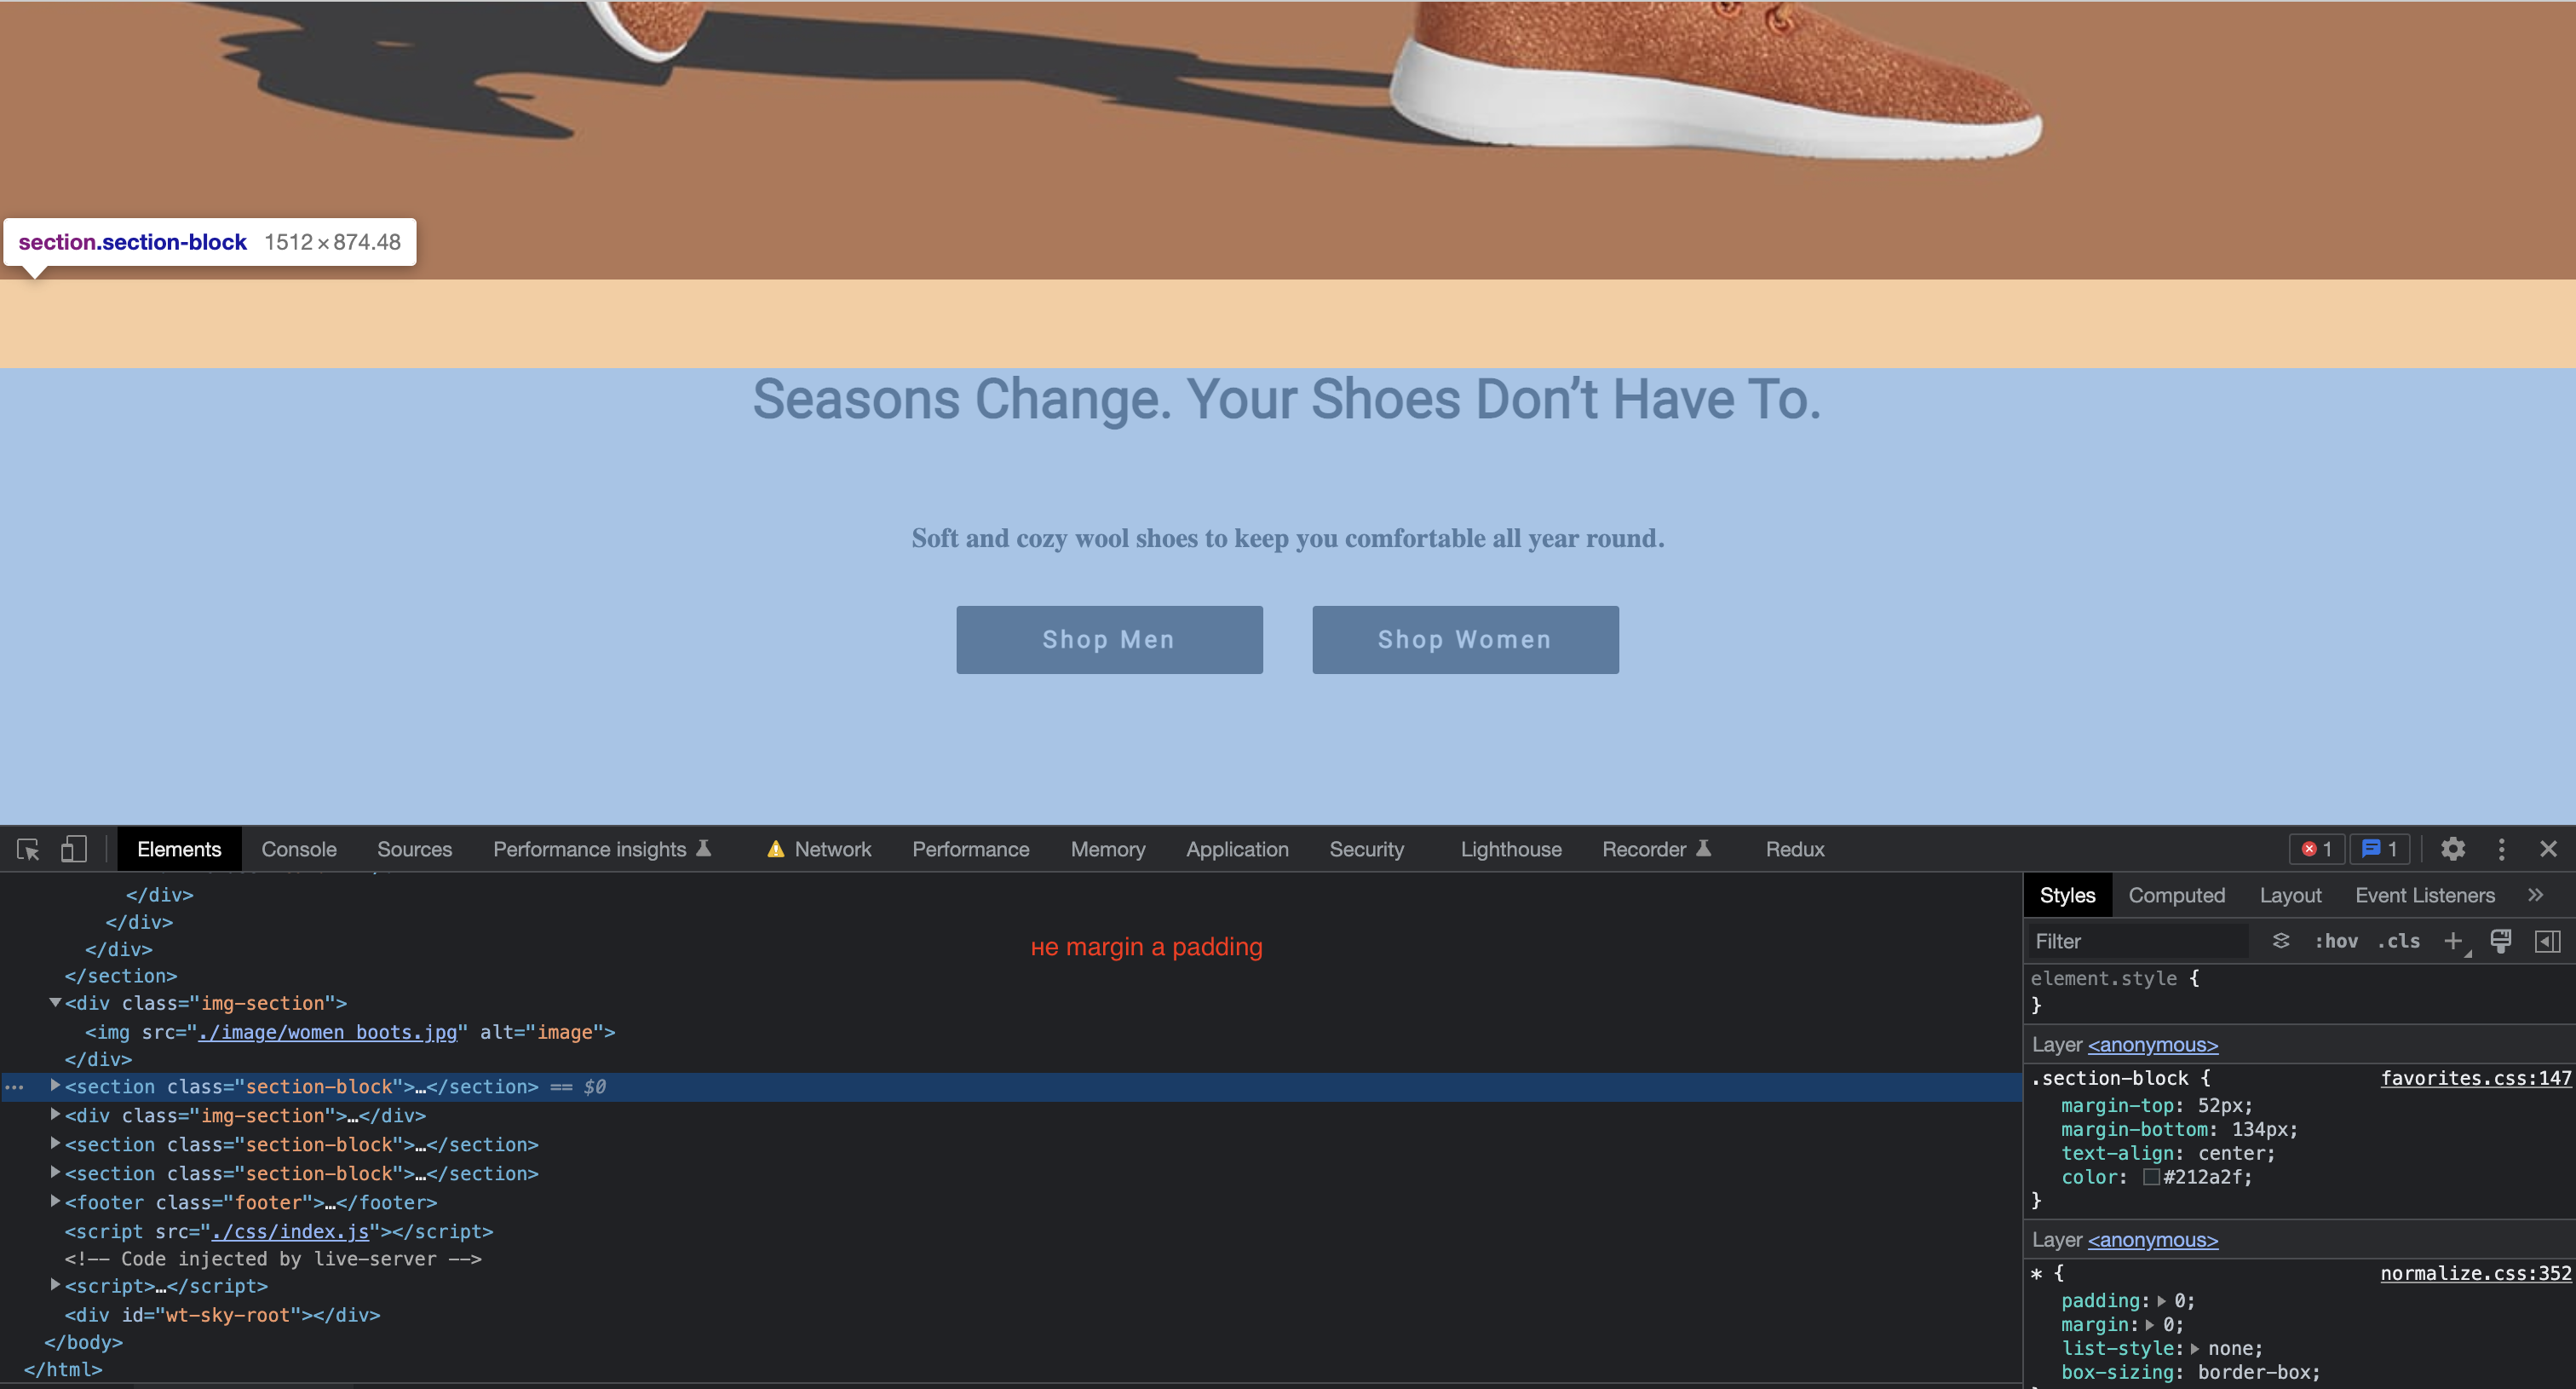 section.section-block 1512×874.48
Seasons Change. Your Shoes Don’t Have To.
Soft and cozy wool shoes to keep you comfortable all year round.
Shop Men Shop Women
Elements Console Sources Performance insights Network Performance Memory Application Security Lighthouse Recorder Redux 1 1
</div>
</div>
</div>
</section>
<div class="img-section">
<img src="./image/women_boots.jpg" alt="image">
</div>
… <section class="section-block">…</section> == $0
<div class="img-section">…</div>
<section class="section-block">…</section>
<section class="section-block">…</section>
<footer class="footer">…</footer>
<script src="./css/index.js"></script>
<!-- Code injected by live-server -->
<script>…</script>
<div id="wt-sky-root"></div>
</body>
</html>
не margin а padding
Styles Computed Layout Event Listeners »
Filter :hov .cls +
element.style {
}
Layer <anonymous>
.section-block { favorites.css:147
margin-top: 52px;
margin-bottom: 134px;
text-align: center;
color: #212a2f;
}
Layer <anonymous>
* { normalize.css:352
padding: 0;
margin: 0;
list-style: none;
box-sizing: border-box;